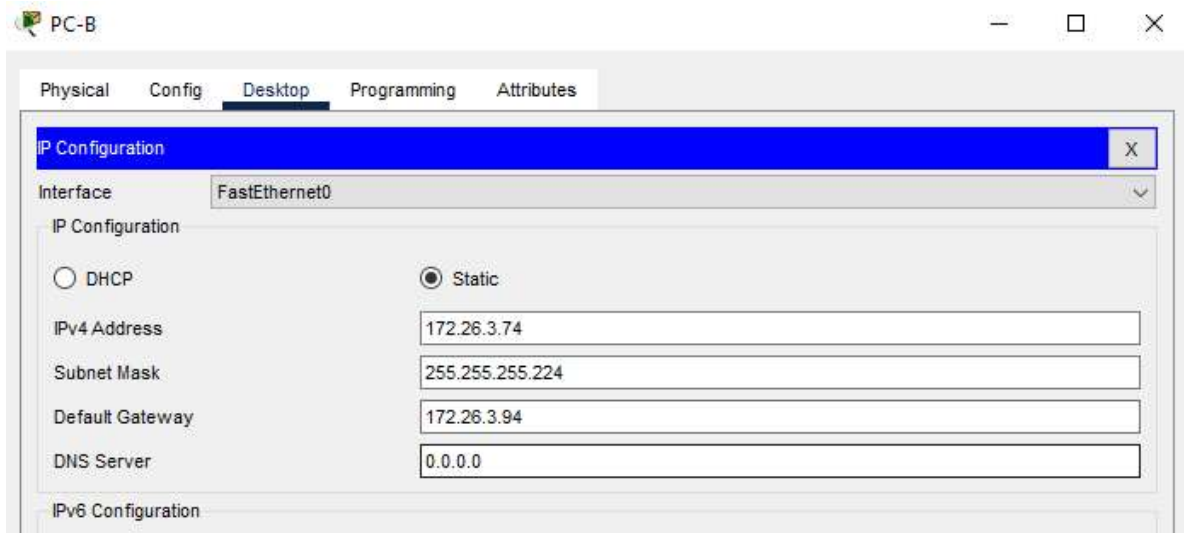 PC-B
Physical Config Desktop Programming Attributes
IP Configuration X
Interface FastEthernet0
IP Configuration
DHCP Static
IPv4 Address 172.26.3.74
Subnet Mask 255.255.255.224
Default Gateway 172.26.3.94
DNS Server 0.0.0.0
IPv6 Configuration